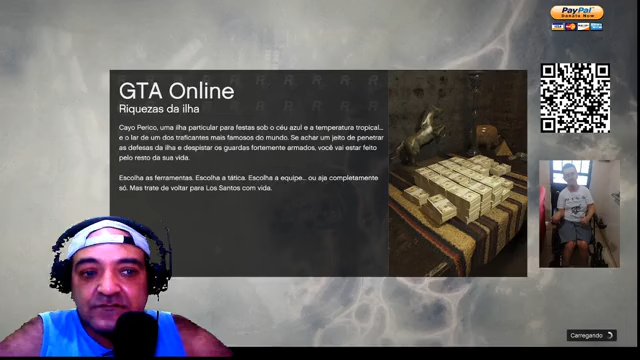 PayPal
Donate Now
GTA Online
Riquezas da ilha
Cayo Perico, uma ilha particular para festas sob o céu azul e a temperatura tropical...
e o lar de um dos traficantes mais famosos do mundo. Se achar um jeito de penetrar
as defesas da ilha e despistar os guardas fortemente armados, você vai estar feito
pelo resto da sua vida.
Escolha as ferramentas. Escolha a tática. Escolha a equipe... ou aja completamente
só. Mas trate de voltar para Los Santos com vida.
Carregando